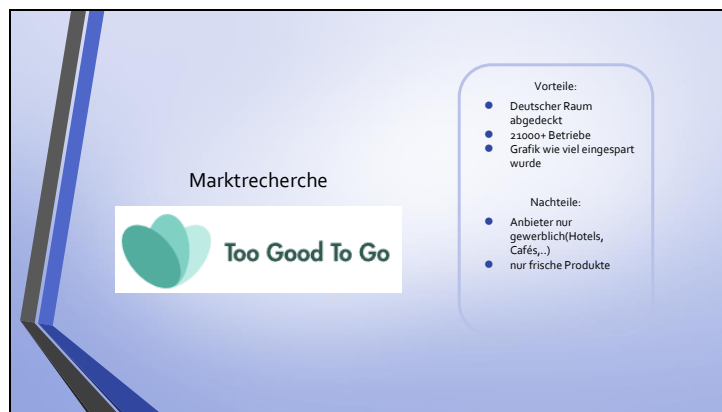 Marktrecherche
Too Good To Go
Vorteile:
Deutscher Raum
abgedeckt
21000+ Betriebe
Grafik wie viel eingespart
wurde
Nachteile:
Anbieter nur
gewerblich(Hotels,
Cafés,..)
nur frische Produkte